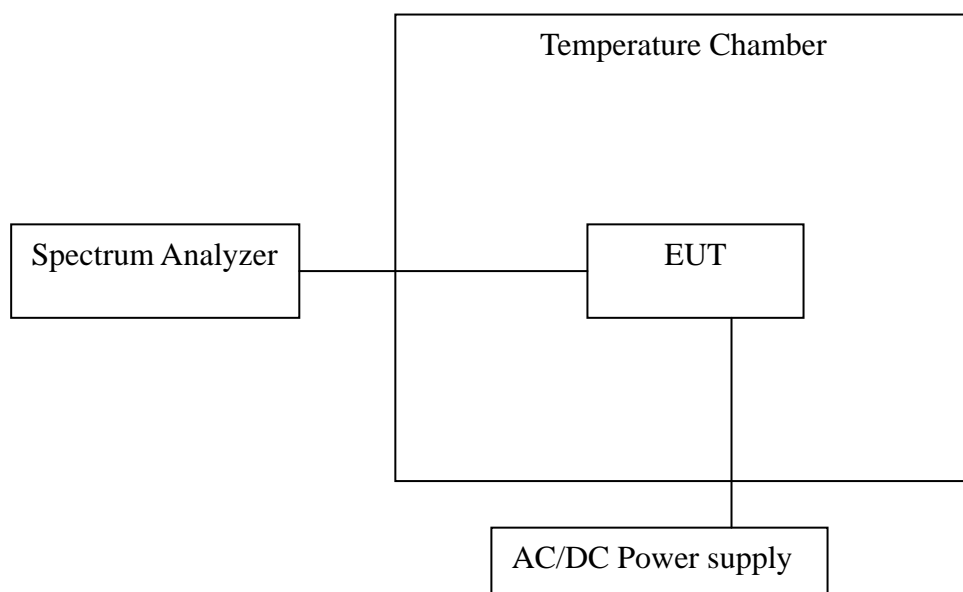 Temperature Chamber
Spectrum Analyzer
EUT
AC/DC Power supply